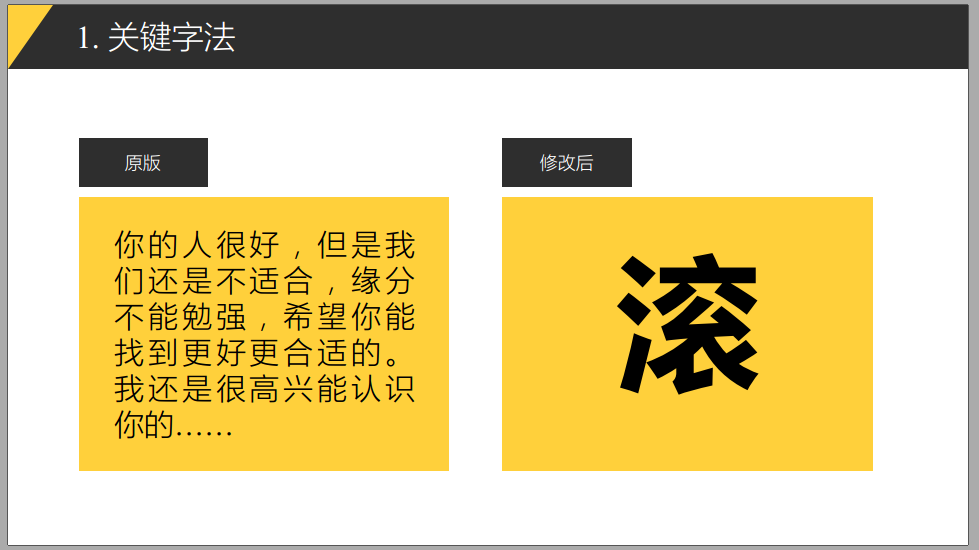 1. 关键字法
原版
你的人很好，但是我
们还是不适合，缘分
不能勉强，希望你能
找到更好更合适的。
我还是很高兴能认识
你的……
修改后
滚